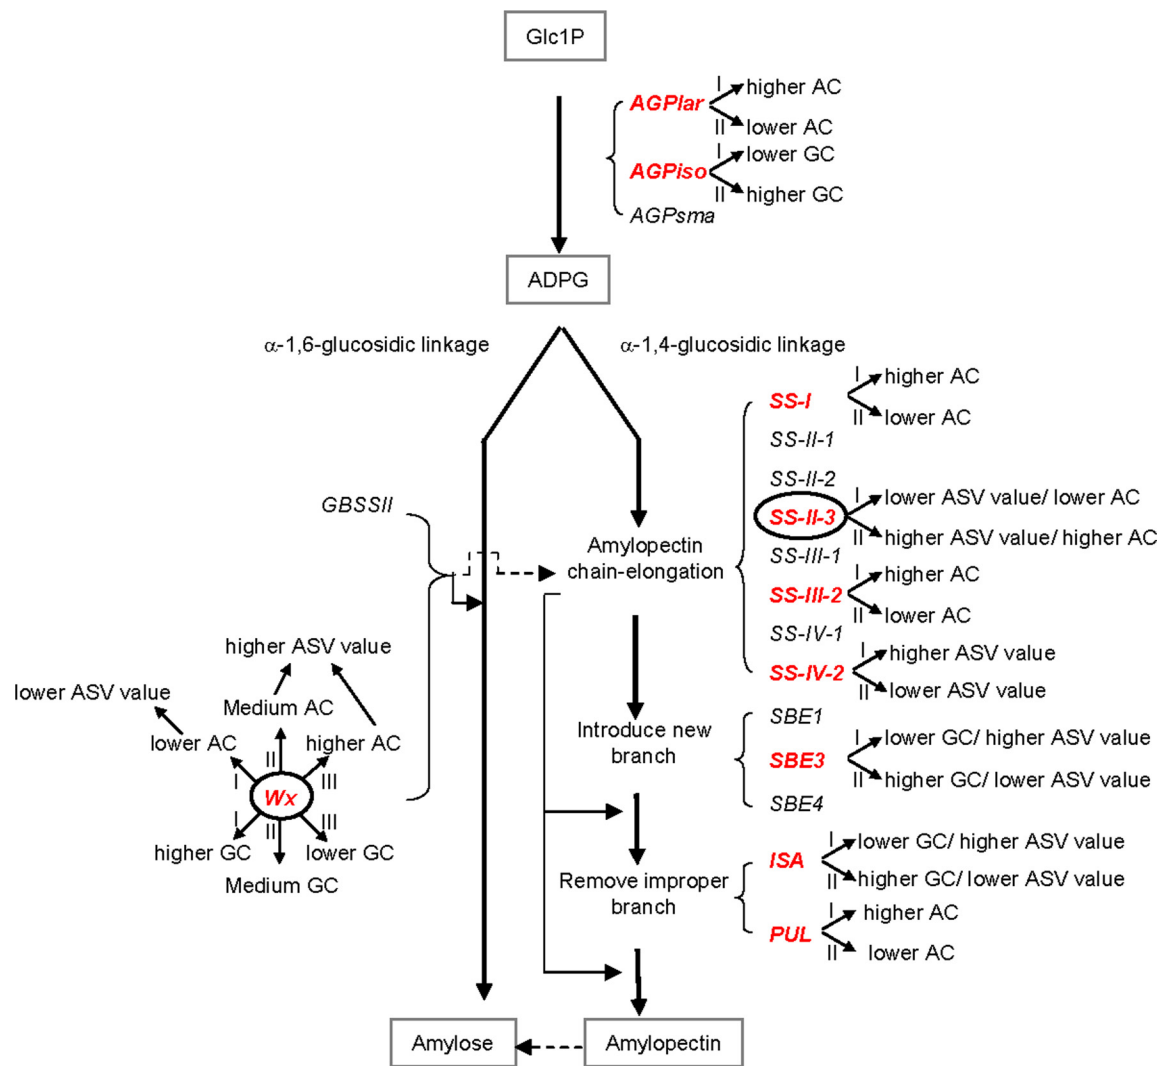 Glc1P
AGPlar
I
higher AC
II
lower AC
AGPiso
I
lower GC
II
higher GC
AGPsma
ADPG
α-1,6-glucosidic linkage
α-1,4-glucosidic linkage
SS-I
I
higher AC
II
lower AC
SS-II-1
SS-II-2
SS-II-3
I
lower ASV value/ lower AC
II
higher ASV value/ higher AC
SS-III-1
SS-III-2
I
higher AC
II
lower AC
SS-IV-1
SS-IV-2
I
higher ASV value
II
lower ASV value
GBSSII
Amylopectin
chain-elongation
higher ASV value
lower ASV value
Medium AC
lower AC
higher AC
I
II
III
Wx
I
II
III
higher GC
lower GC
Medium GC
Introduce new
branch
SBE1
SBE3
I
lower GC/ higher ASV value
II
higher GC/ lower ASV value
SBE4
Remove improper
branch
ISA
I
lower GC/ higher ASV value
II
higher GC/ lower ASV value
PUL
I
higher AC
II
lower AC
Amylose
Amylopectin